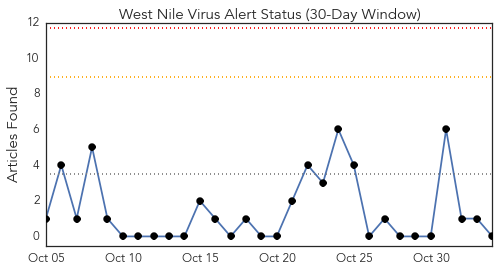 West Nile Virus Alert Status (30-Day Window)
12
10
8
6
4
2
0
Articles Found
Oct 05
Oct 10
Oct 15
Oct 20
Oct 25
Oct 30